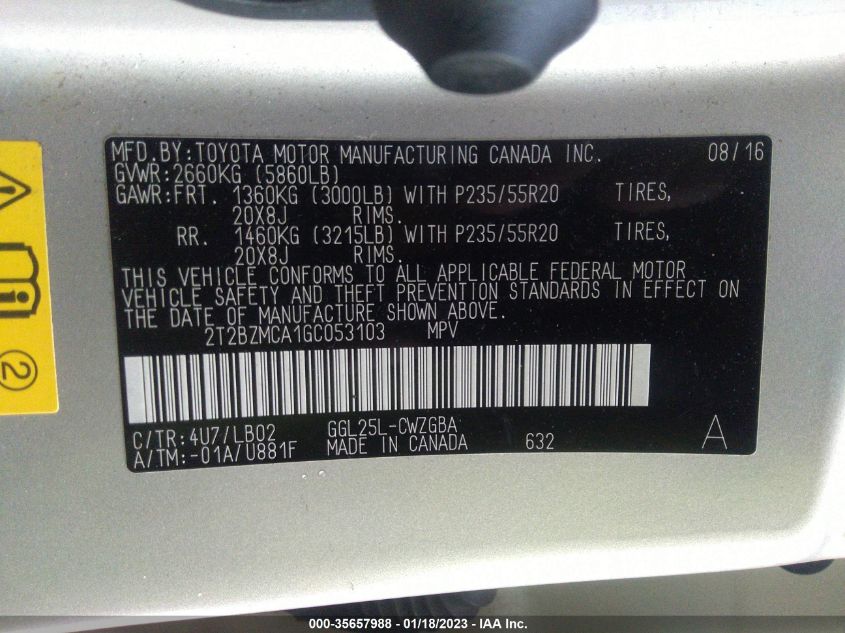 MFD.BY:TOYOTA MOTOR MANUFACTURING CANADA INC. 08/16
GVWR:2660KG (5860LB)
GAWR:FRT. 1360KG (3000LB) WITH P235/55R20 TIRES,
20X8J RIMS.
RR. 1460KG (3215LB) WITH P235/55R20 TIRES,
20X8J RIMS.
THIS VEHICLE CONFORMS TO ALL APPLICABLE FEDERAL MOTOR
VEHICLE SAFETY AND THEFT PREVENTION STANDARDS IN EFFECT ON
THE DATE OF MANUFACTURE SHOWN ABOVE.
2T2BZMCA1GC053103 MPV
C/TR:4U7/LB02 GGL25L-CWZGBA
A/TM:-01A/U881F MADE IN CANADA 632 A
2
000-35657988 — 01/18/2023 — IAA Inc.